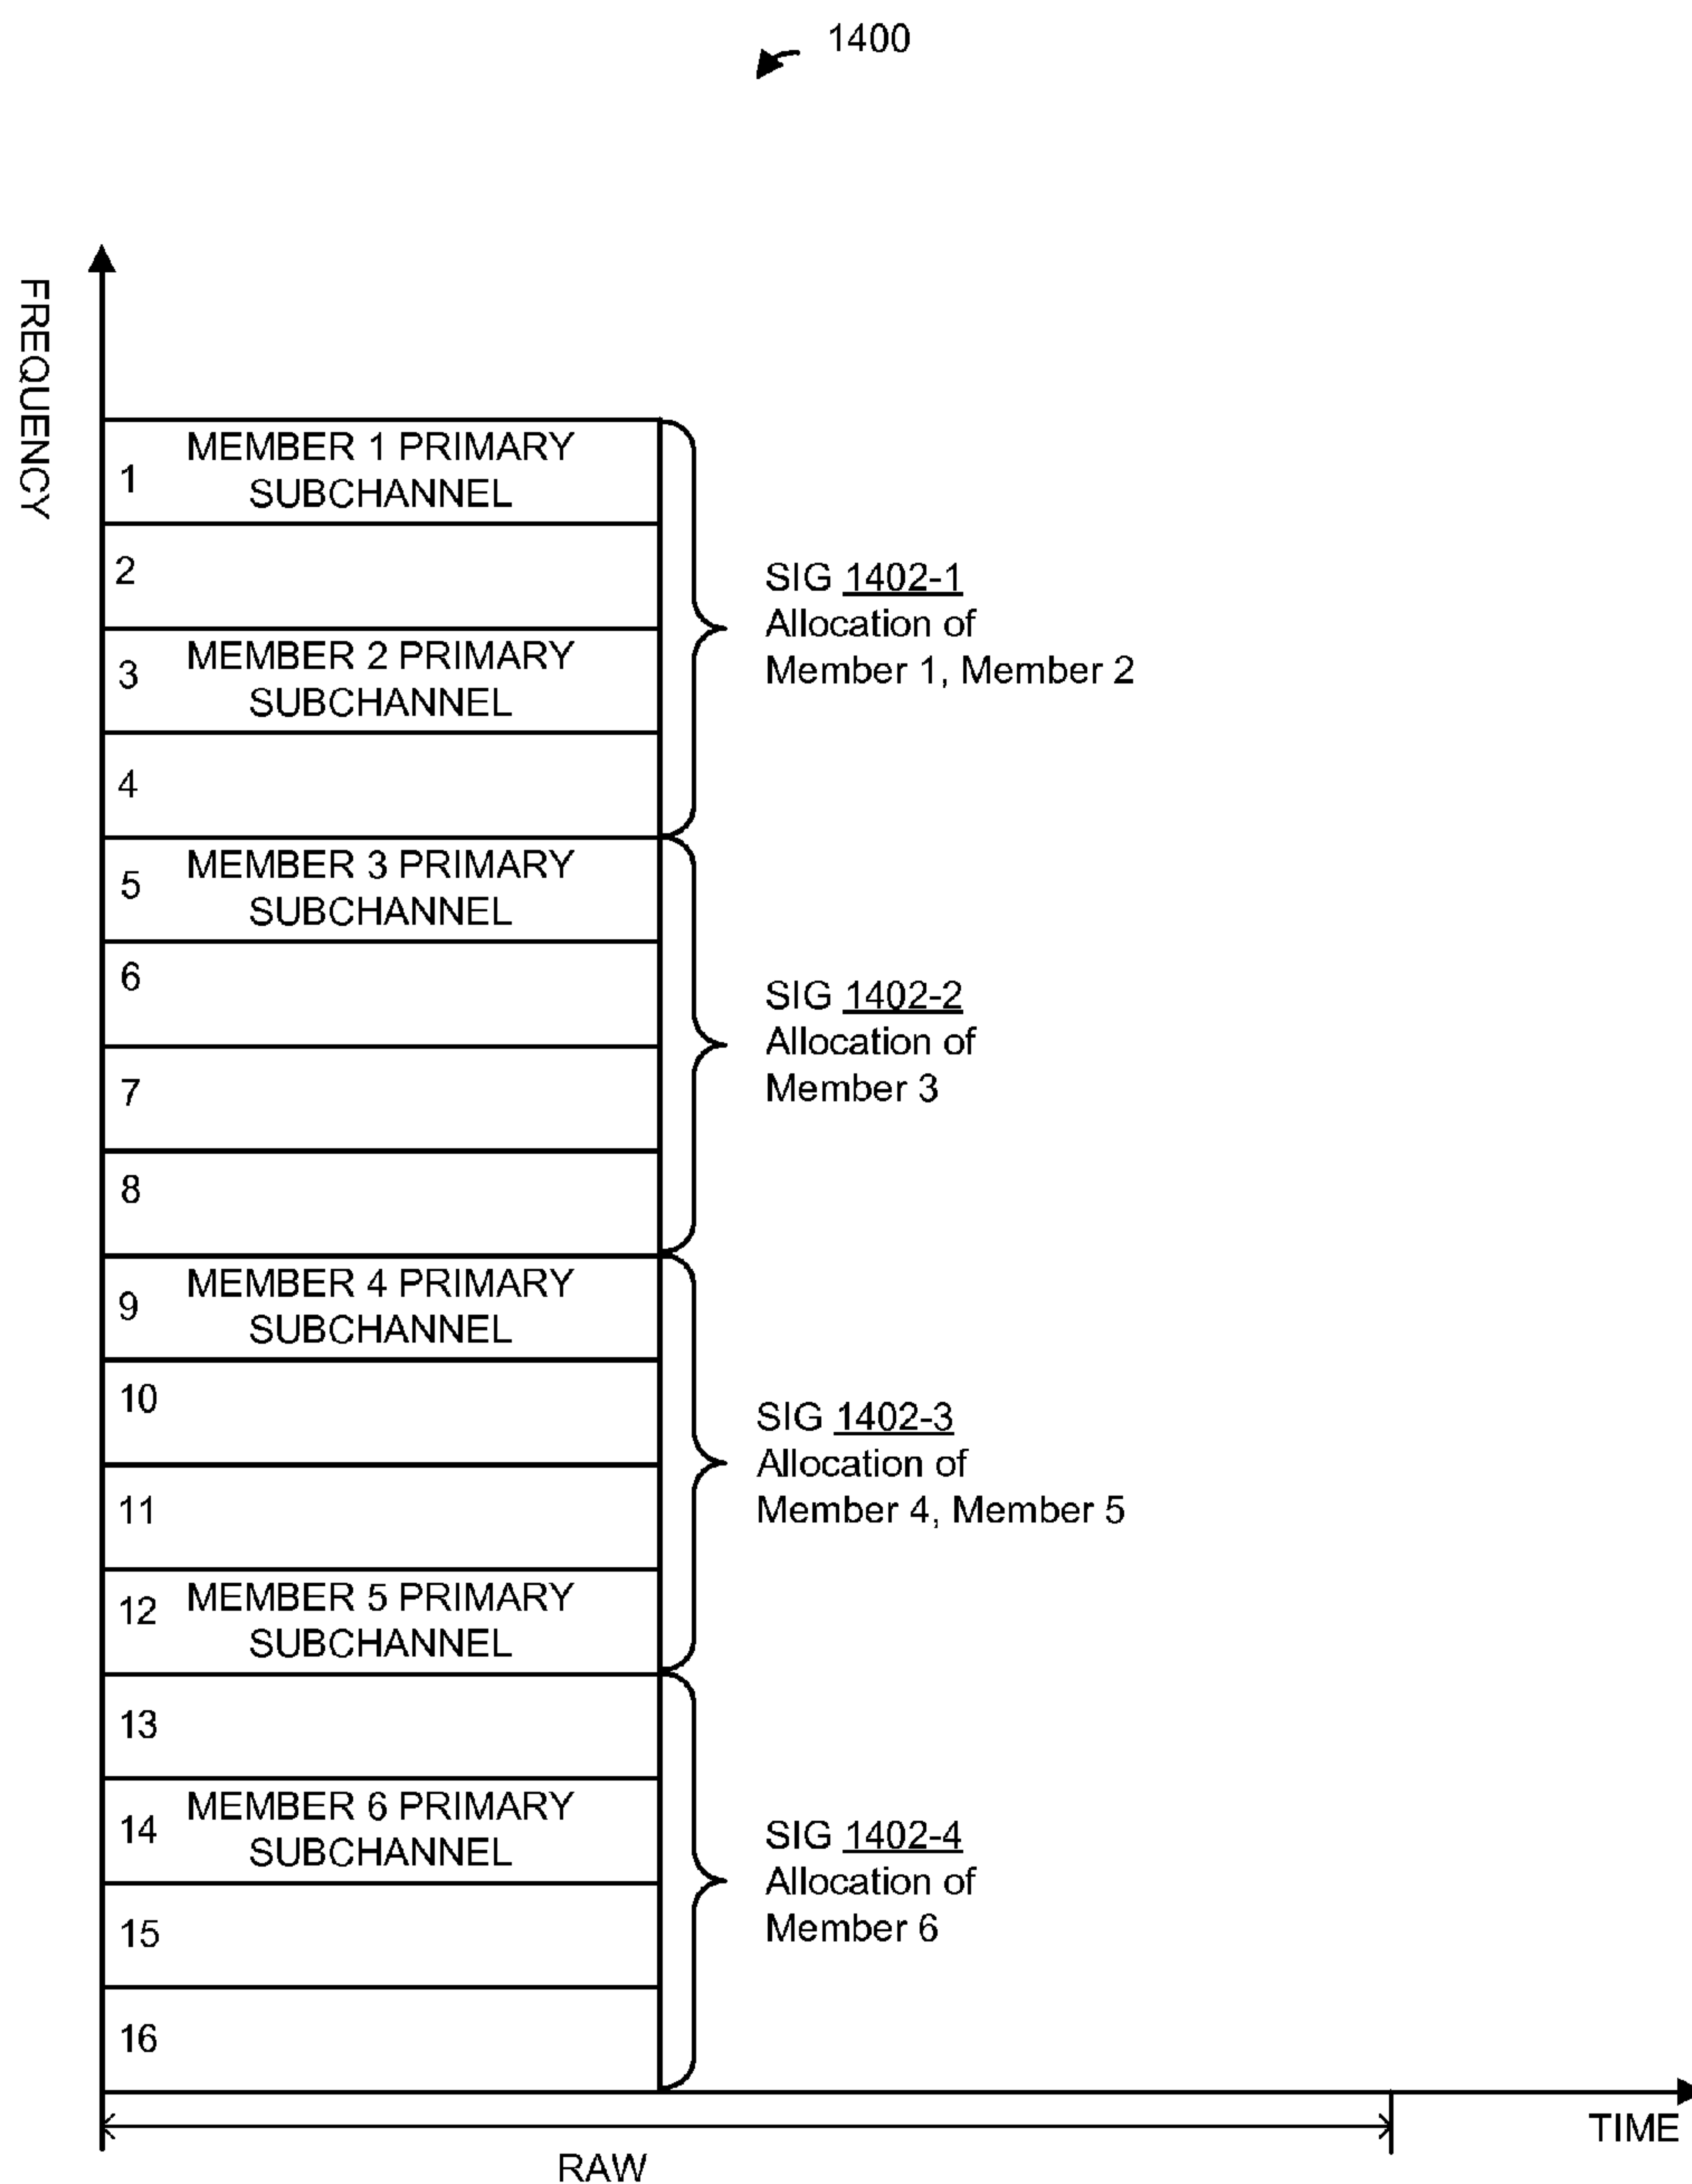 1400
FREQUENCY
1
MEMBER 1 PRIMARY
SUBCHANNEL
2
3
MEMBER 2 PRIMARY
SUBCHANNEL
4
SIG 1402-1
Allocation of
Member 1, Member 2
5
MEMBER 3 PRIMARY
SUBCHANNEL
6
7
8
SIG 1402-2
Allocation of
Member 3
9
MEMBER 4 PRIMARY
SUBCHANNEL
10
11
12
MEMBER 5 PRIMARY
SUBCHANNEL
SIG 1402-3
Allocation of
Member 4, Member 5
13
14
MEMBER 6 PRIMARY
SUBCHANNEL
15
16
SIG 1402-4
Allocation of
Member 6
TIME
RAW